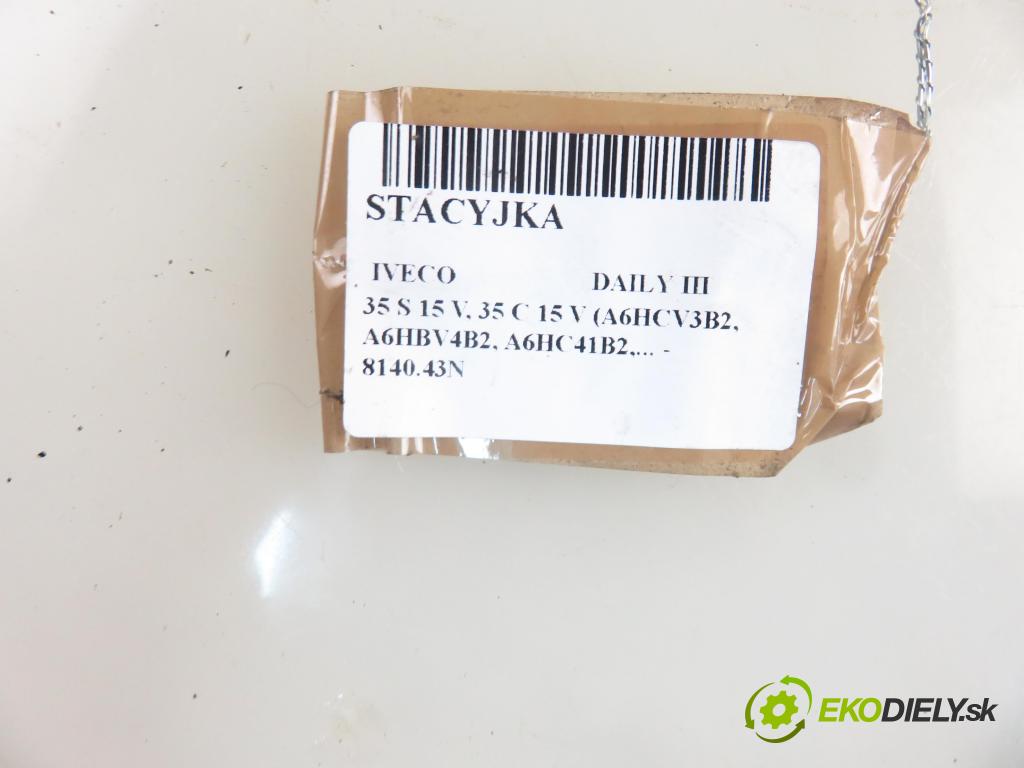 STACYJKA
IVECO DAILY III
35 S 15 V, 35 C 15 V (A6HCV3B2,
A6HBV4B2, A6HC41B2,... -
8140.43N
EKODIELY.sk